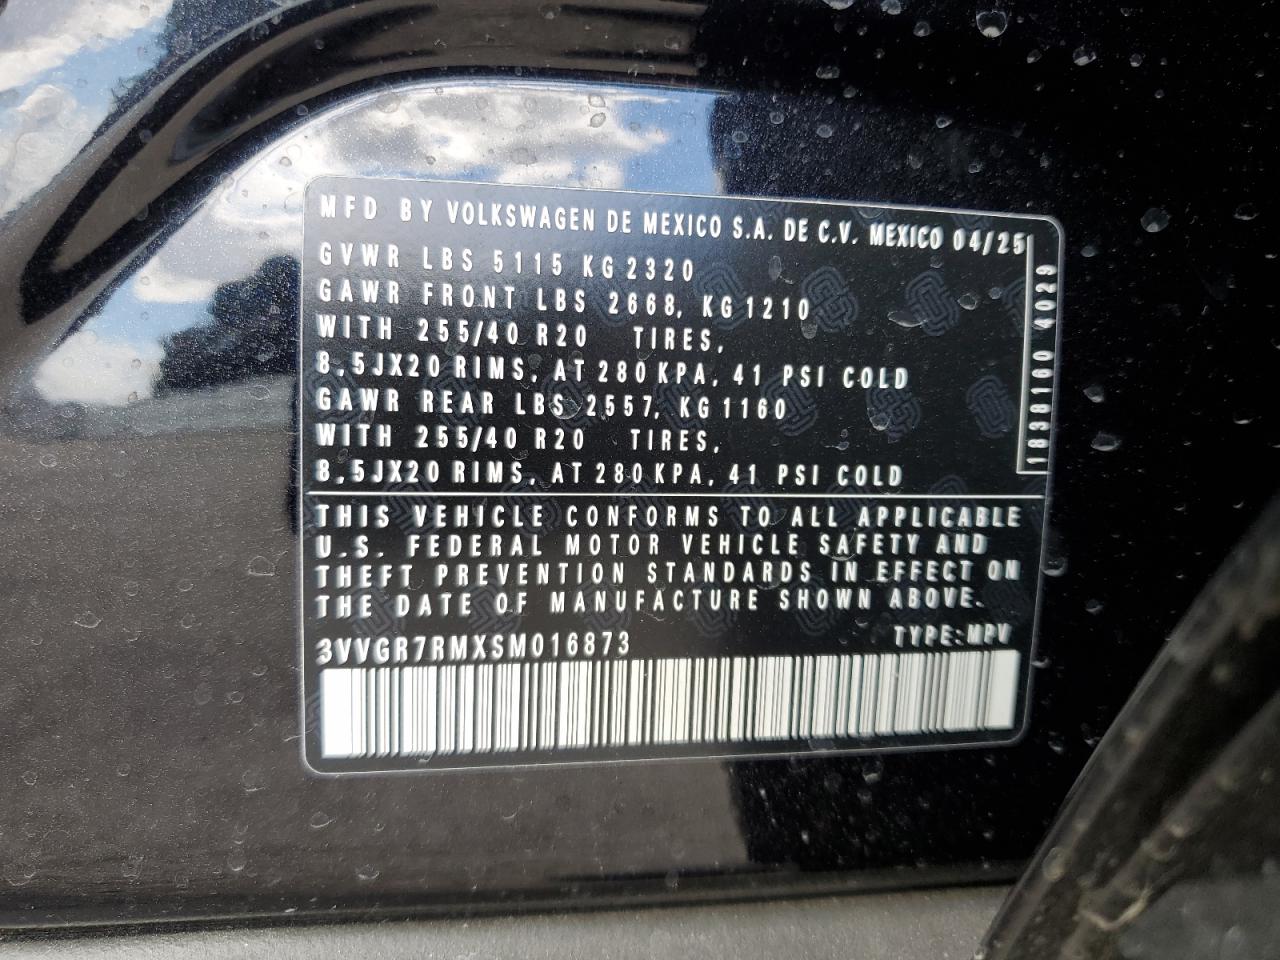 MFD BY VOLKSWAGEN DE MEXICO S.A. DE C.V. MEXICO 04/25
GVWR LBS 5115 KG 2320
GAWR FRONT LBS 2668, KG 1210
WITH 255/40 R20 TIRES,
8,5JX20 RIMS, AT 280 KPA, 41 PSI COLD
GAWR REAR LBS 2557, KG 1160
WITH 255/40 R20 TIRES,
8,5JX20 RIMS, AT 280 KPA, 41 PSI COLD
1838160 4029
THIS VEHICLE CONFORMS TO ALL APPLICABLE
U.S. FEDERAL MOTOR VEHICLE SAFETY AND
THEFT PREVENTION STANDARDS IN EFFECT ON
THE DATE OF MANUFACTURE SHOWN ABOVE.
3VVGR7RMXSM016873 TYPE: MPV